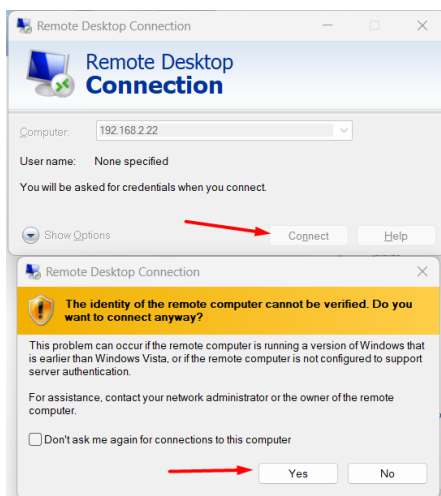 Remote Desktop Connection
Remote Desktop
Connection
Computer: 192.168.2.22
User name: None specified
You will be asked for credentials when you connect.
Show Options Connect Help
Remote Desktop Connection
The identity of the remote computer cannot be verified. Do you
want to connect anyway?
This problem can occur if the remote computer is running a version of Windows that
is earlier than Windows Vista, or if the remote computer is not configured to support
server authentication.
For assistance, contact your network administrator or the owner of the remote
computer.
Don't ask me again for connections to this computer
Yes No